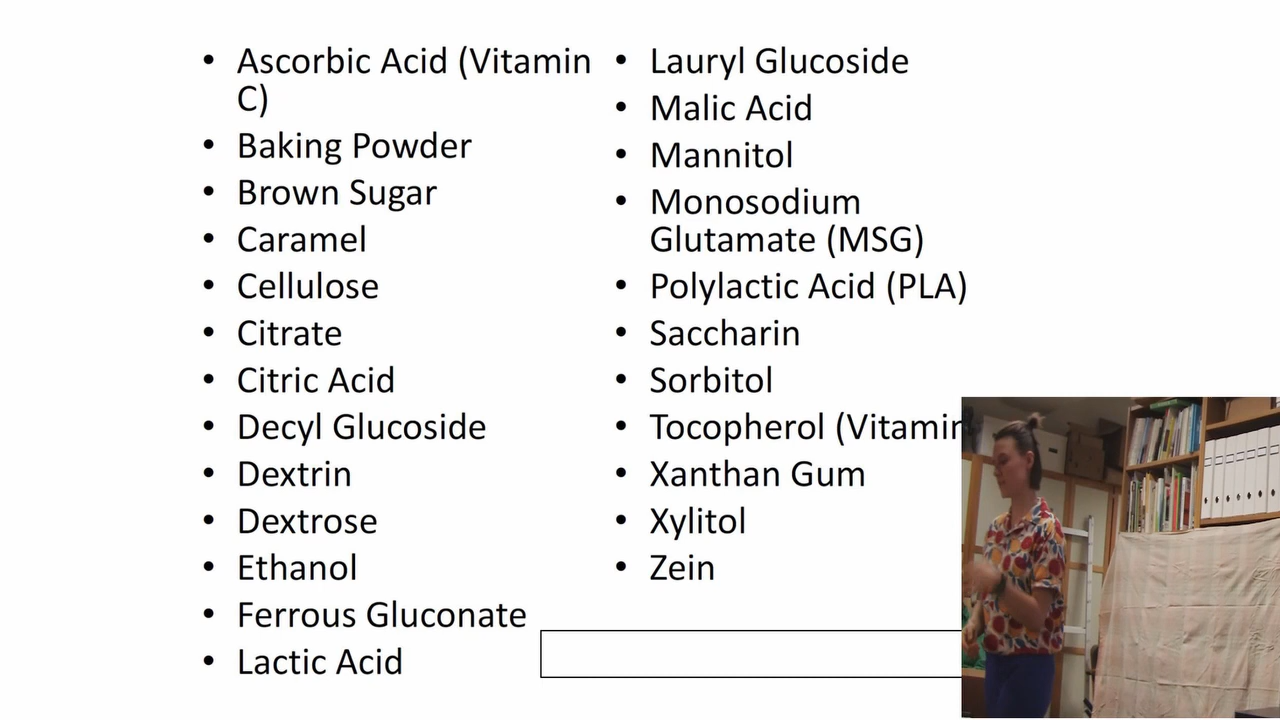 • Ascorbic Acid (Vitamin
C)
• Baking Powder
• Brown Sugar
• Caramel
• Cellulose
• Citrate
• Citric Acid
• Decyl Glucoside
• Dextrin
• Dextrose
• Ethanol
• Ferrous Gluconate
• Lactic Acid
• Lauryl Glucoside
• Malic Acid
• Mannitol
• Monosodium
Glutamate (MSG)
• Polylactic Acid (PLA)
• Saccharin
• Sorbitol
• Tocopherol (Vitamin
• Xanthan Gum
• Xylitol
• Zein